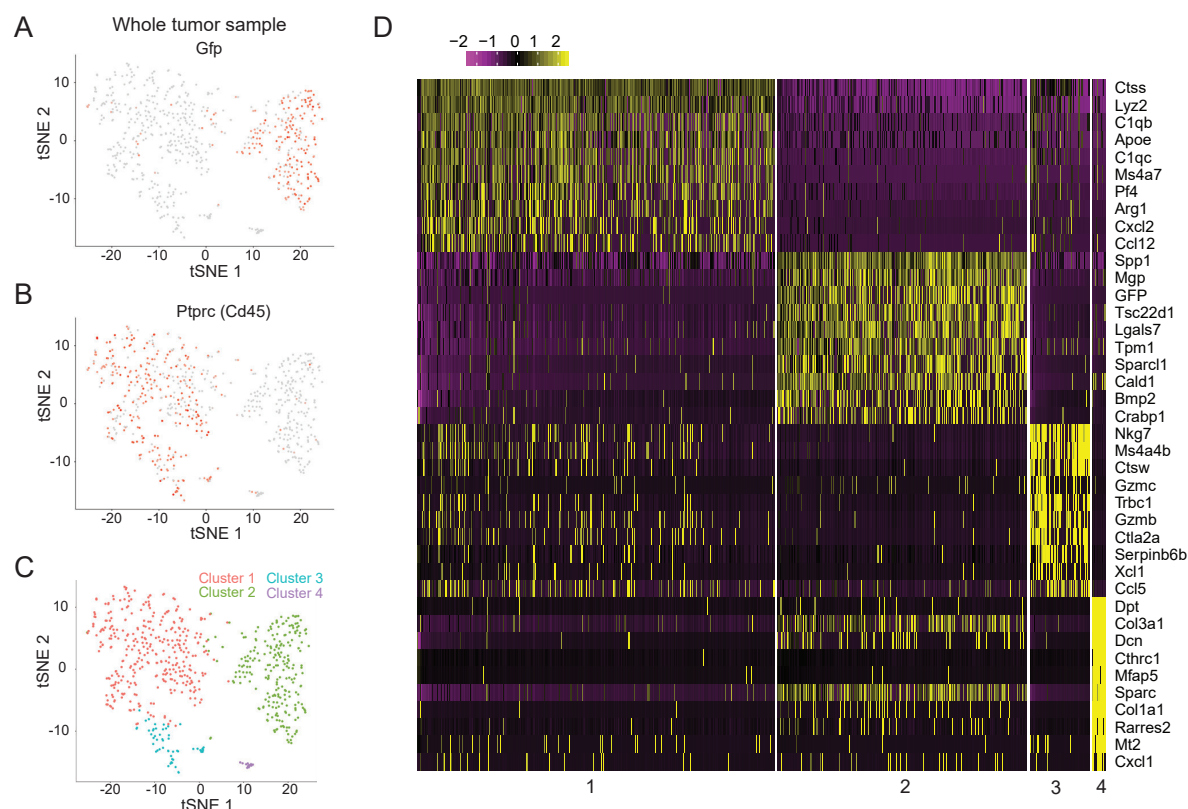 A
Whole tumor sample
Gfp
10
0
-10
tSNE 2
-20 -10 0 10 20
tSNE 1
B
Ptprc (Cd45)
10
0
-10
tSNE 2
-20 -10 0 10 20
tSNE 1
C
Cluster 1 Cluster 3
Cluster 2 Cluster 4
10
0
-10
tSNE 2
-20 -10 0 10 20
tSNE 1
D
−2 −1 0 1 2
Ctss
Lyz2
C1qb
Apoe
C1qc
Ms4a7
Pf4
Arg1
Cxcl2
Ccl12
Spp1
Mgp
GFP
Tsc22d1
Lgals7
Tpm1
Sparcl1
Cald1
Bmp2
Crabp1
Nkg7
Ms4a4b
Ctsw
Gzmc
Trbc1
Gzmb
Ctla2a
Serpinb6b
Xcl1
Ccl5
Dpt
Col3a1
Dcn
Cthrc1
Mfap5
Sparc
Col1a1
Rarres2
Mt2
Cxcl1
1 2 3 4